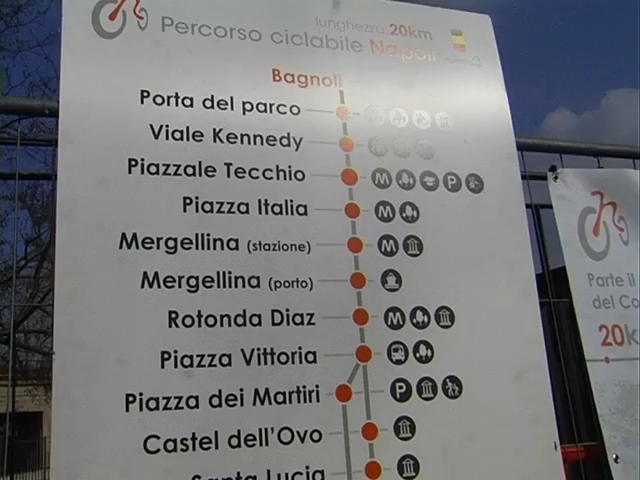 lunghezza: 20km
Percorso ciclabile Napoli
Bagnoli
Porta del parco
Viale Kennedy
Piazzale Tecchio
M P
Piazza Italia
M
Mergellina (stazione)
M
Mergellina (porto)
Rotonda Diaz
M
Piazza Vittoria
Piazza dei Martiri
P
Castel dell'Ovo
Santa Lucia
Parte il
del Co
20k